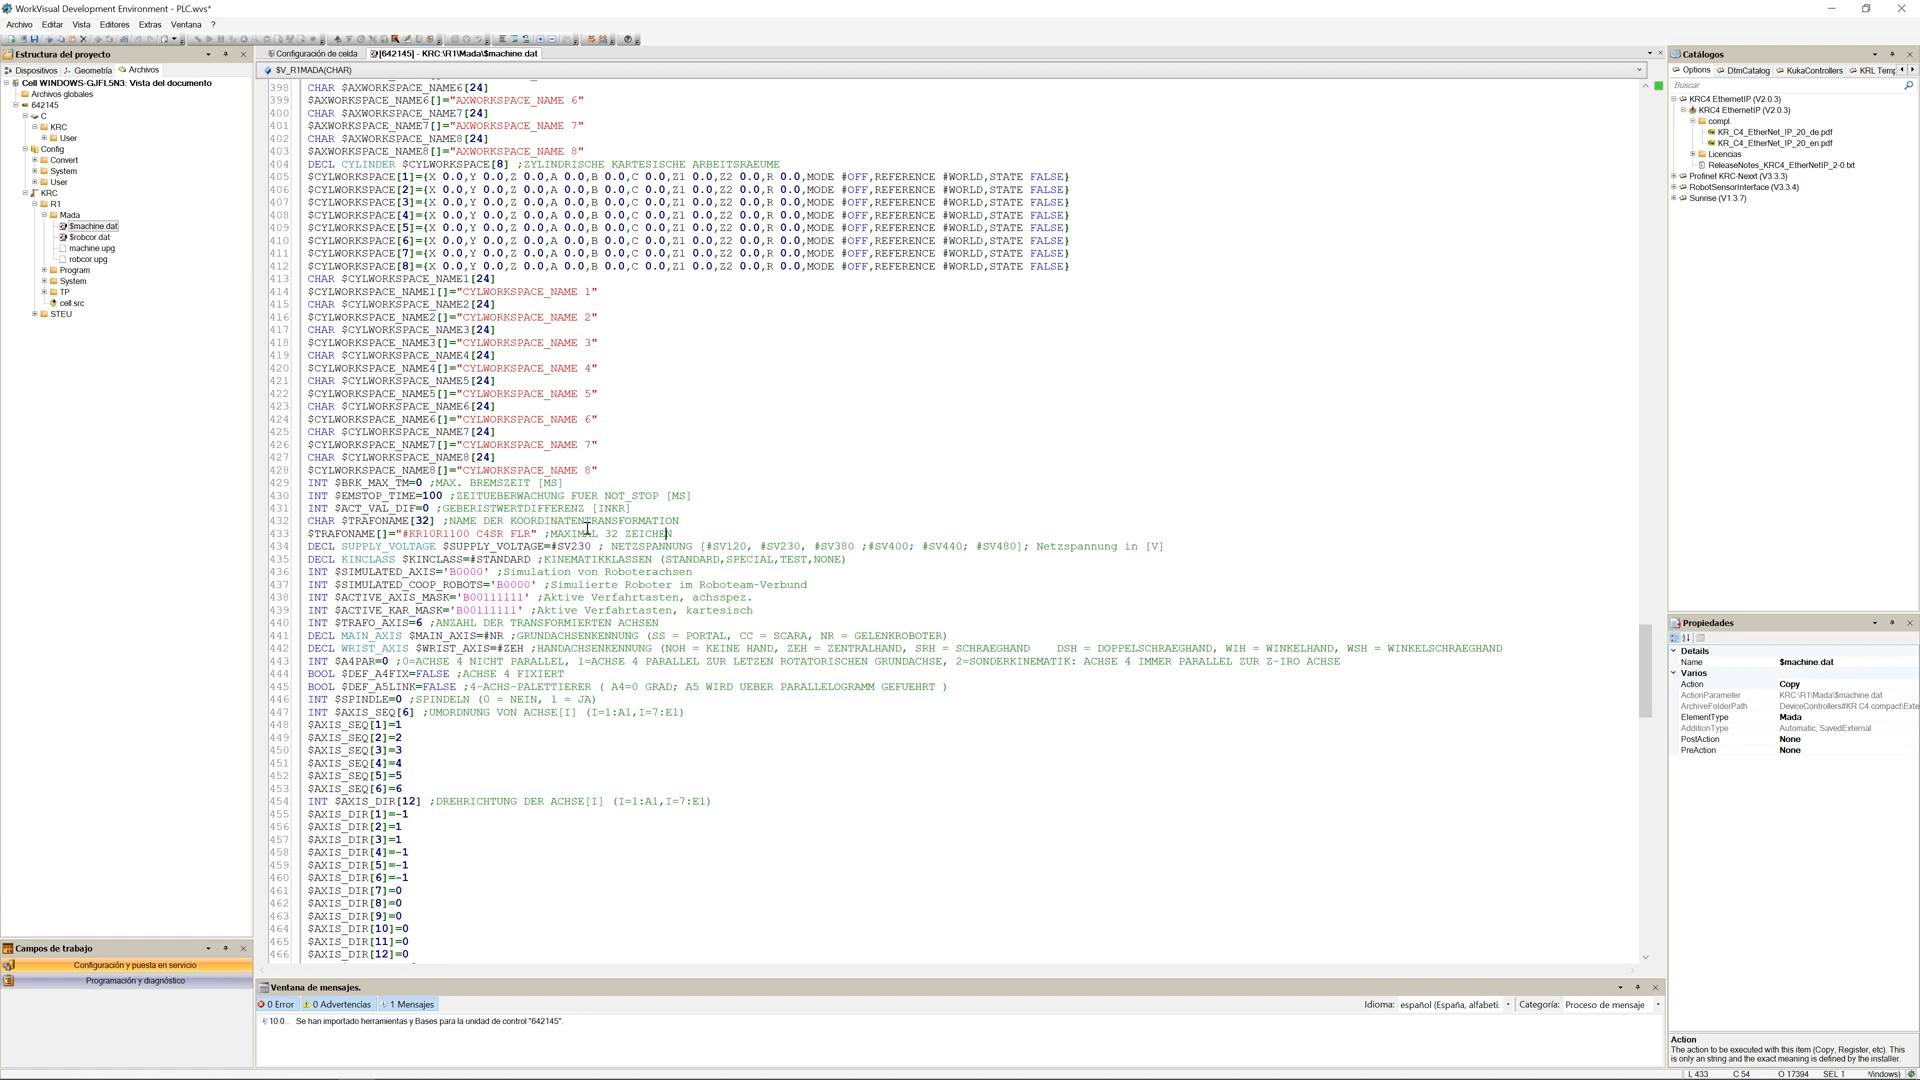 WorkVisual Development Environment - PLC.wvs*
Archivo Editar Vista Editores Extras Ventana ?
Estructura del proyecto
Dispositivos Geometría Archivos
Cell WINDOWS-GJFL5N3: Vista del documento
Archivos globales
642145
C
KRC
User
Config
Convert
System
User
KRC
R1
Mada
$machine.dat
$robcor.dat
machine.upg
robcor.upg
Program
System
TP
cell.src
STEU
Campos de trabajo
Configuración y puesta en servicio
Programación y diagnóstico
Configuración de celda [642145] - KRC:\R1\Mada\$machine.dat
$V_R1MADA(CHAR)
398 CHAR $AXWORKSPACE_NAME6[24]
399 $AXWORKSPACE_NAME6[]="AXWORKSPACE_NAME 6"
400 CHAR $AXWORKSPACE_NAME7[24]
401 $AXWORKSPACE_NAME7[]="AXWORKSPACE_NAME 7"
402 CHAR $AXWORKSPACE_NAME8[24]
403 $AXWORKSPACE_NAME8[]="AXWORKSPACE_NAME 8"
404 DECL CYLINDER $CYLWORKSPACE[8] ;ZYLINDRISCHE KARTESISCHE ARBEITSRAEUME
405 $CYLWORKSPACE[1]={X 0.0,Y 0.0,Z 0.0,A 0.0,B 0.0,C 0.0,Z1 0.0,Z2 0.0,R 0.0,MODE #OFF,REFERENCE #WORLD,STATE FALSE}
406 $CYLWORKSPACE[2]={X 0.0,Y 0.0,Z 0.0,A 0.0,B 0.0,C 0.0,Z1 0.0,Z2 0.0,R 0.0,MODE #OFF,REFERENCE #WORLD,STATE FALSE}
407 $CYLWORKSPACE[3]={X 0.0,Y 0.0,Z 0.0,A 0.0,B 0.0,C 0.0,Z1 0.0,Z2 0.0,R 0.0,MODE #OFF,REFERENCE #WORLD,STATE FALSE}
408 $CYLWORKSPACE[4]={X 0.0,Y 0.0,Z 0.0,A 0.0,B 0.0,C 0.0,Z1 0.0,Z2 0.0,R 0.0,MODE #OFF,REFERENCE #WORLD,STATE FALSE}
409 $CYLWORKSPACE[5]={X 0.0,Y 0.0,Z 0.0,A 0.0,B 0.0,C 0.0,Z1 0.0,Z2 0.0,R 0.0,MODE #OFF,REFERENCE #WORLD,STATE FALSE}
410 $CYLWORKSPACE[6]={X 0.0,Y 0.0,Z 0.0,A 0.0,B 0.0,C 0.0,Z1 0.0,Z2 0.0,R 0.0,MODE #OFF,REFERENCE #WORLD,STATE FALSE}
411 $CYLWORKSPACE[7]={X 0.0,Y 0.0,Z 0.0,A 0.0,B 0.0,C 0.0,Z1 0.0,Z2 0.0,R 0.0,MODE #OFF,REFERENCE #WORLD,STATE FALSE}
412 $CYLWORKSPACE[8]={X 0.0,Y 0.0,Z 0.0,A 0.0,B 0.0,C 0.0,Z1 0.0,Z2 0.0,R 0.0,MODE #OFF,REFERENCE #WORLD,STATE FALSE}
413 CHAR $CYLWORKSPACE_NAME1[24]
414 $CYLWORKSPACE_NAME1[]="CYLWORKSPACE_NAME 1"
415 CHAR $CYLWORKSPACE_NAME2[24]
416 $CYLWORKSPACE_NAME2[]="CYLWORKSPACE_NAME 2"
417 CHAR $CYLWORKSPACE_NAME3[24]
418 $CYLWORKSPACE_NAME3[]="CYLWORKSPACE_NAME 3"
419 CHAR $CYLWORKSPACE_NAME4[24]
420 $CYLWORKSPACE_NAME4[]="CYLWORKSPACE_NAME 4"
421 CHAR $CYLWORKSPACE_NAME5[24]
422 $CYLWORKSPACE_NAME5[]="CYLWORKSPACE_NAME 5"
423 CHAR $CYLWORKSPACE_NAME6[24]
424 $CYLWORKSPACE_NAME6[]="CYLWORKSPACE_NAME 6"
425 CHAR $CYLWORKSPACE_NAME7[24]
426 $CYLWORKSPACE_NAME7[]="CYLWORKSPACE_NAME 7"
427 CHAR $CYLWORKSPACE_NAME8[24]
428 $CYLWORKSPACE_NAME8[]="CYLWORKSPACE_NAME 8"
429 INT $BRK_MAX_TM=0 ;MAX. BREMSZEIT [MS]
430 INT $EMSTOP_TIME=100 ;ZEITUEBERWACHUNG FUER NOT_STOP [MS]
431 INT $ACT_VAL_DIF=0 ;GEBERISTWERTDIFFERENZ [INKR]
432 CHAR $TRAFONAME[32] ;NAME DER KOORDINATENTRANSFORMATION
433 $TRAFONAME[]="#KR10R1100 C4SR FLR" ;MAXIMAL 32 ZEICHEN
434 DECL SUPPLY_VOLTAGE $SUPPLY_VOLTAGE=#SV230 ; NETZSPANNUNG [#SV120, #SV230, #SV380 ;#SV400; #SV440; #SV480]; Netzspannung in [V]
435 DECL KINCLASS $KINCLASS=#STANDARD ;KINEMATIKKLASSEN (STANDARD,SPECIAL,TEST,NONE)
436 INT $SIMULATED_AXIS='B0000' ;Simulation von Roboterachsen
437 INT $SIMULATED_COOP_ROBOTS='B0000' ;Simulierte Roboter im Roboteam-Verbund
438 INT $ACTIVE_AXIS_MASK='B00111111' ;Aktive Verfahrtasten, achsspez.
439 INT $ACTIVE_KAR_MASK='B00111111' ;Aktive Verfahrtasten, kartesisch
440 INT $TRAFO_AXIS=6 ;ANZAHL DER TRANSFORMIERTEN ACHSEN
441 DECL MAIN_AXIS $MAIN_AXIS=#NR ;GRUNDACHSENKENNUNG (SS = PORTAL, CC = SCARA, NR = GELENKROBOTER)
442 DECL WRIST_AXIS $WRIST_AXIS=#ZEH ;HANDACHSENKENNUNG (NOH = KEINE HAND, ZEH = ZENTRALHAND, SRH = SCHRAEGHAND DSH = DOPPELSCHRAEGHAND, WIH = WINKELHAND, WSH = WINKELSCHRAEGHAND
443 INT $A4PAR=0 ;0=ACHSE 4 NICHT PARALLEL, 1=ACHSE 4 PARALLEL ZUR LETZEN ROTATORISCHEN GRUNDACHSE, 2=SONDERKINEMATIK: ACHSE 4 IMMER PARALLEL ZUR Z-IRO ACHSE
444 BOOL $DEF_A4FIX=FALSE ;ACHSE 4 FIXIERT
445 BOOL $DEF_A5LINK=FALSE ;4-ACHS-PALETTIERER ( A4=0 GRAD; A5 WIRD UEBER PARALLELOGRAMM GEFUEHRT )
446 INT $SPINDLE=0 ;SPINDELN (0 = NEIN, 1 = JA)
447 INT $AXIS_SEQ[6] ;UMORDNUNG VON ACHSE[I] (I=1:A1,I=7:E1)
448 $AXIS_SEQ[1]=1
449 $AXIS_SEQ[2]=2
450 $AXIS_SEQ[3]=3
451 $AXIS_SEQ[4]=4
452 $AXIS_SEQ[5]=5
453 $AXIS_SEQ[6]=6
454 INT $AXIS_DIR[12] ;DREHRICHTUNG DER ACHSE[I] (I=1:A1,I=7:E1)
455 $AXIS_DIR[1]=-1
456 $AXIS_DIR[2]=1
457 $AXIS_DIR[3]=1
458 $AXIS_DIR[4]=-1
459 $AXIS_DIR[5]=-1
460 $AXIS_DIR[6]=-1
461 $AXIS_DIR[7]=0
462 $AXIS_DIR[8]=0
463 $AXIS_DIR[9]=0
464 $AXIS_DIR[10]=0
465 $AXIS_DIR[11]=0
466 $AXIS_DIR[12]=0
Ventana de mensajes.
0 Error 0 Advertencias 1 Mensajes Idioma: español (España, alfabeti Categoría: Proceso de mensaje
10:0... Se han importado herramientas y Bases para la unidad de control "642145".
Catálogos
Options DtmCatalog KukaControllers KRL Temp
Buscar
KRC4 EthernetIP (V2.0.3)
KRC4 EthernetIP (V2.0.3)
compl.
KR_C4_EtherNet_IP_20_de.pdf
KR_C4_EtherNet_IP_20_en.pdf
Licencias
ReleaseNotes_KRC4_EtherNetIP_2-0.txt
Profinet KRC-Nexxt (V3.3.3)
RobotSensorInterface (V3.3.4)
Sunrise (V1.3.7)
Propiedades
Details
Name $machine.dat
Varios
Action Copy
ActionParameter KRC:\R1\Mada\$machine.dat
ArchiveFolderPath DeviceControllers#KR C4 compact\Exte
ElementType Mada
AdditionType Automatic, SavedExternal
PostAction None
PreAction None
Action
The action to be executed with this item (Copy, Register, etc). This
is only an string and the exact meaning is defined by the installer.
L 433 C 54 O 17394 SEL 1 Windows)